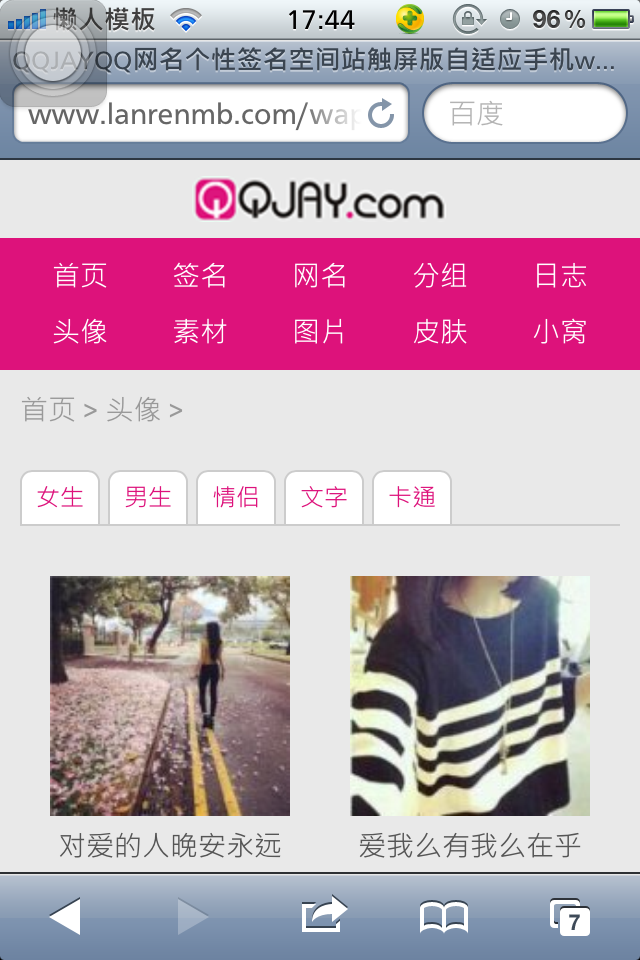 懒人模板 17:44 96%
QQJAYQQ网名个性签名空间站触屏版自适应手机w...
www.lanrenmb.com/wap 百度
QQJAY.com
首页 签名 网名 分组 日志
头像 素材 图片 皮肤 小窝
首页 > 头像 >
女生 男生 情侣 文字 卡通
对爱的人晚安永远 爱我么有我么在乎
7